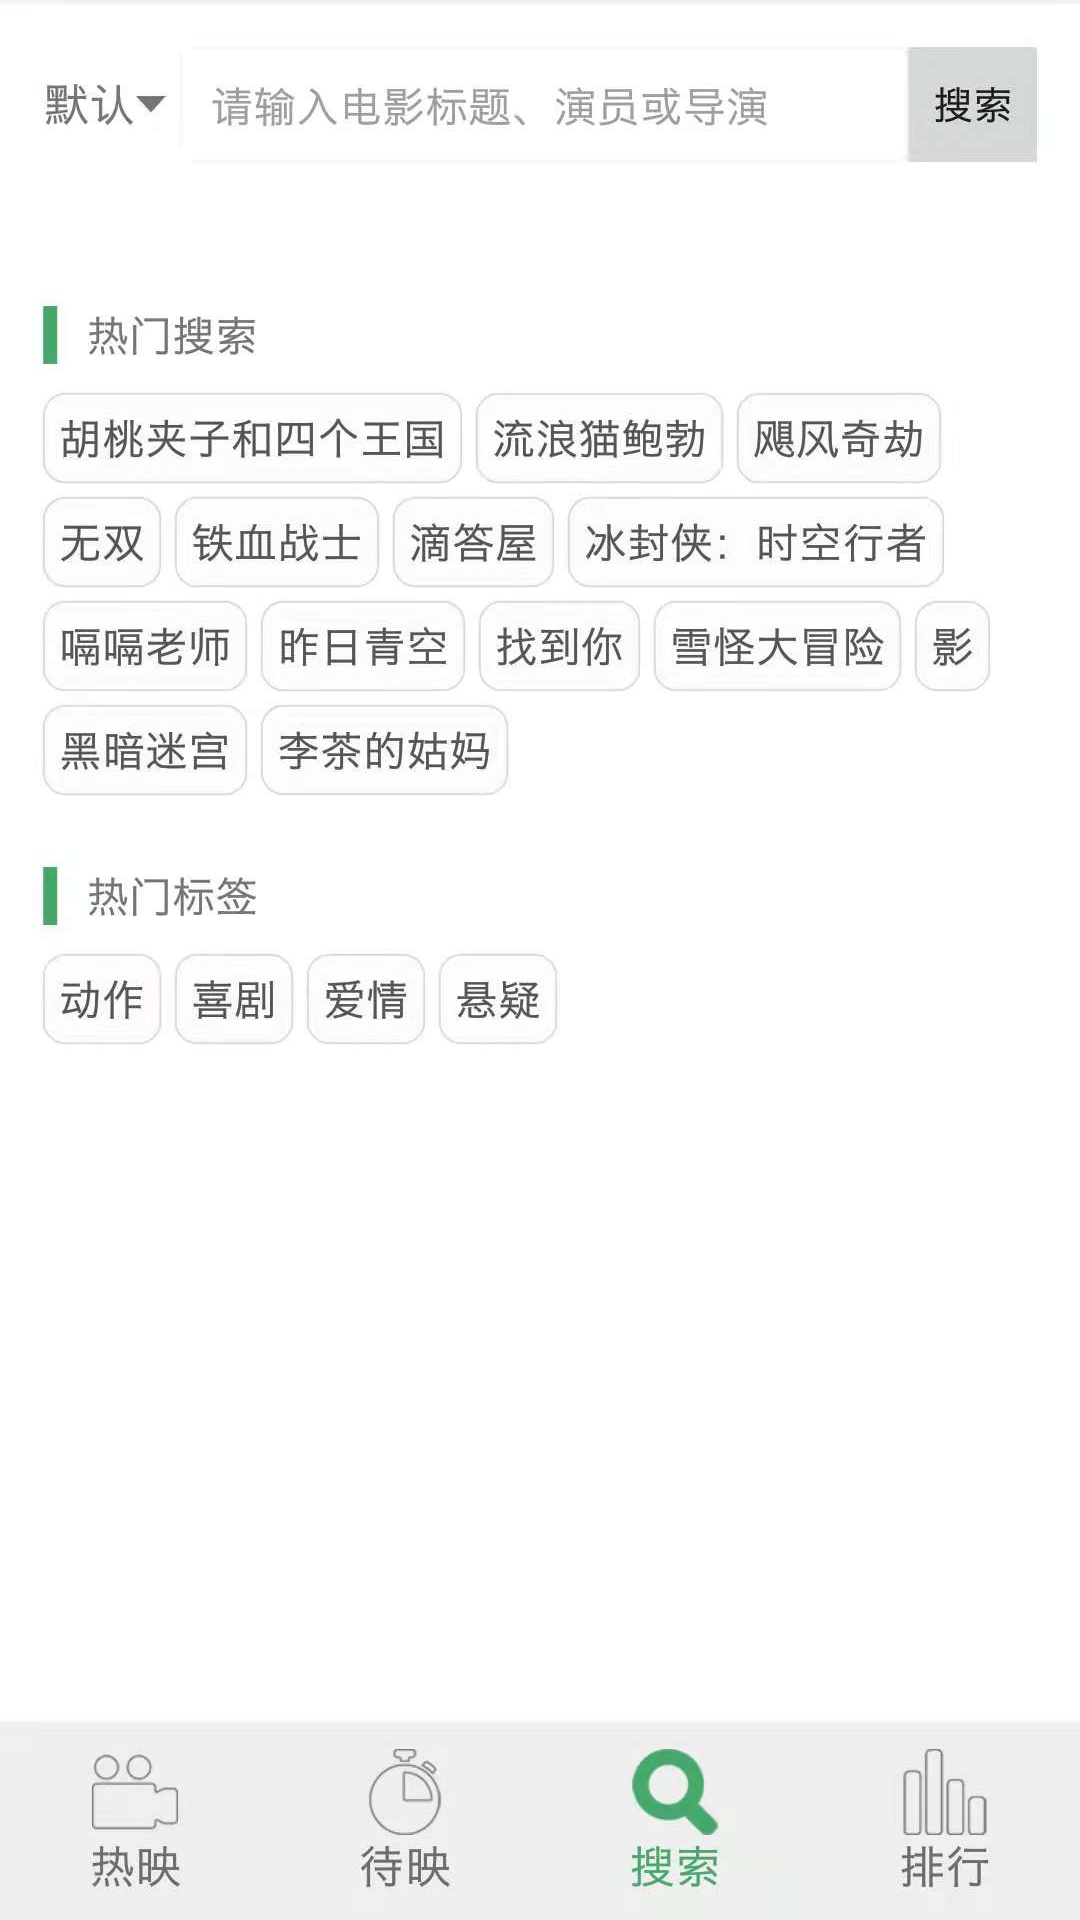 默认 请输入电影标题、演员或导演 搜索
热门搜索
胡桃夹子和四个王国 流浪猫鲍勃 飓风奇劫
无双 铁血战士 滴答屋 冰封侠：时空行者
嗝嗝老师 昨日青空 找到你 雪怪大冒险 影
黑暗迷宫 李茶的姑妈
热门标签
动作 喜剧 爱情 悬疑
热映 待映 搜索 排行